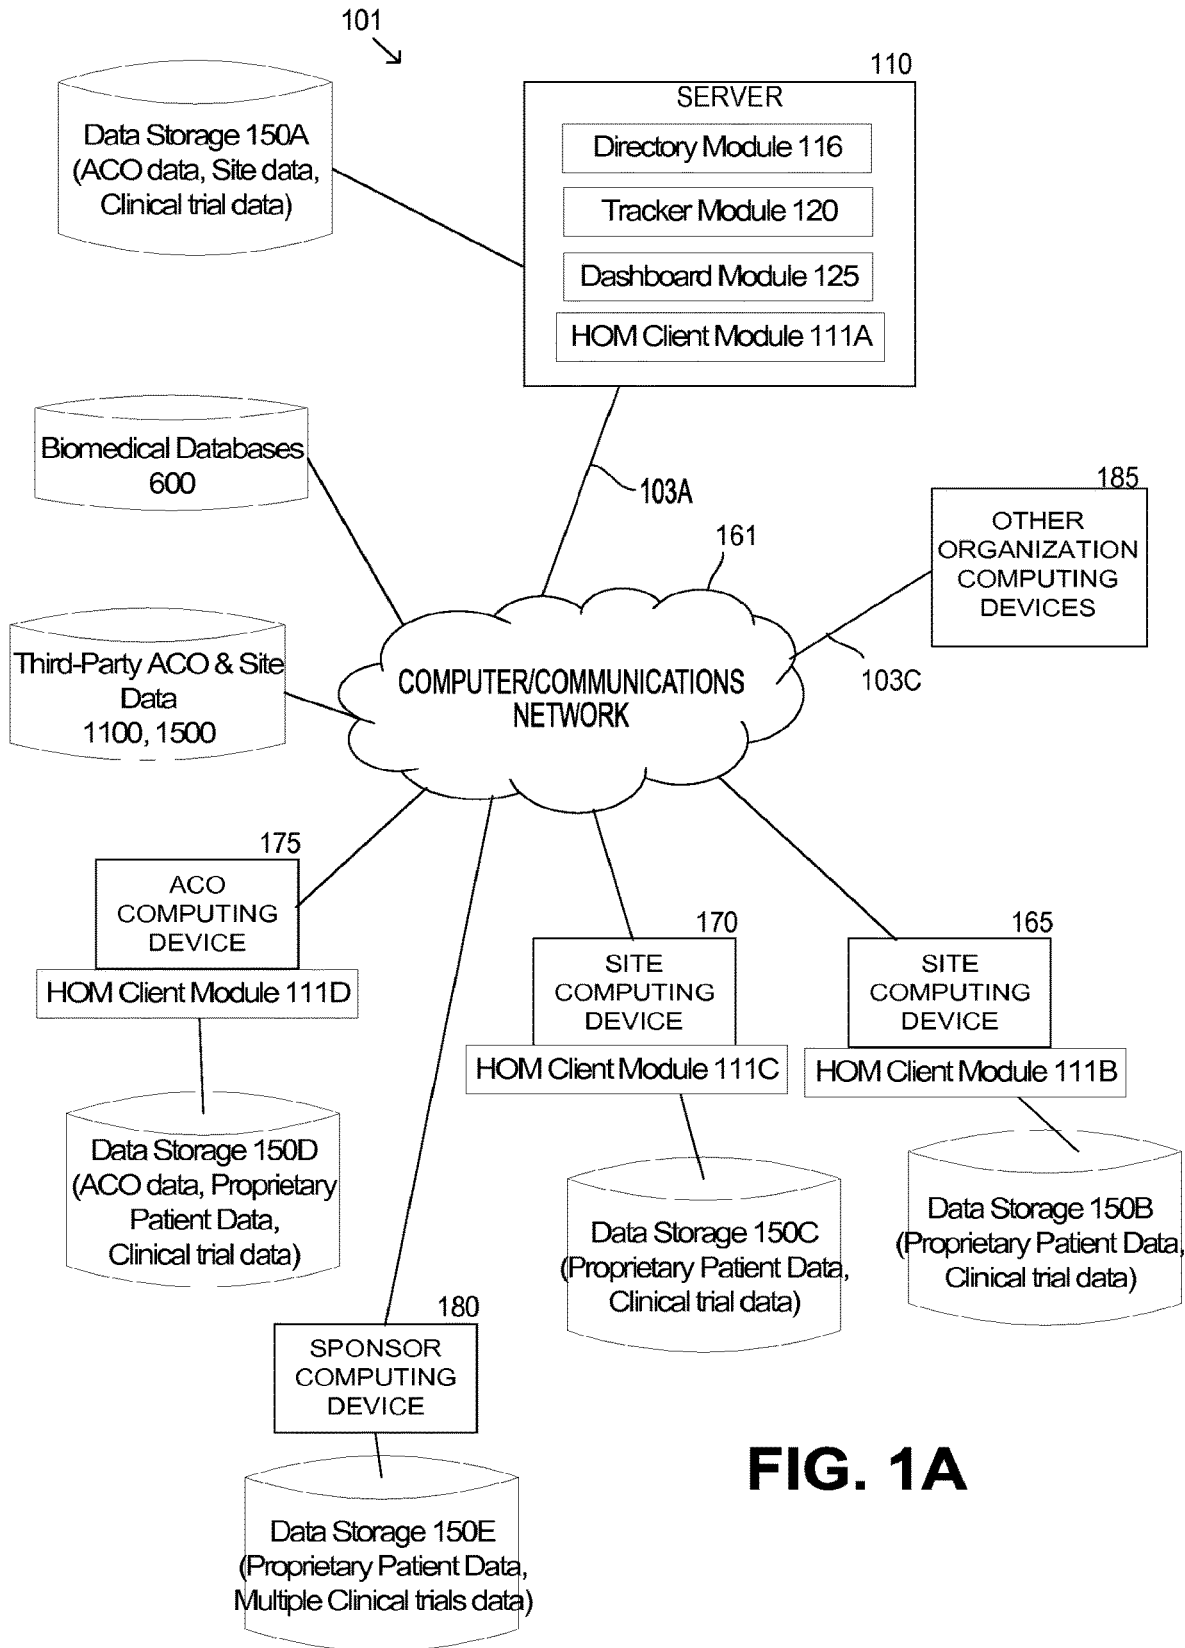 101
110
SERVER
Directory Module 116
Tracker Module 120
Dashboard Module 125
HOM Client Module 111A
Data Storage 150A
(ACO data, Site data,
Clinical trial data)
Biomedical Databases
600
103A
161
185
OTHER
ORGANIZATION
COMPUTING
DEVICES
103C
Third-Party ACO & Site
Data
1100, 1500
COMPUTER/COMMUNICATIONS
NETWORK
175
ACO
COMPUTING
DEVICE
HOM Client Module 111D
170
SITE
COMPUTING
DEVICE
HOM Client Module 111C
165
SITE
COMPUTING
DEVICE
HOM Client Module 111B
Data Storage 150D
(ACO data, Proprietary
Patient Data,
Clinical trial data)
Data Storage 150C
(Proprietary Patient Data,
Clinical trial data)
Data Storage 150B
(Proprietary Patient Data,
Clinical trial data)
180
SPONSOR
COMPUTING
DEVICE
Data Storage 150E
(Proprietary Patient Data,
Multiple Clinical trials data)
FIG. 1A